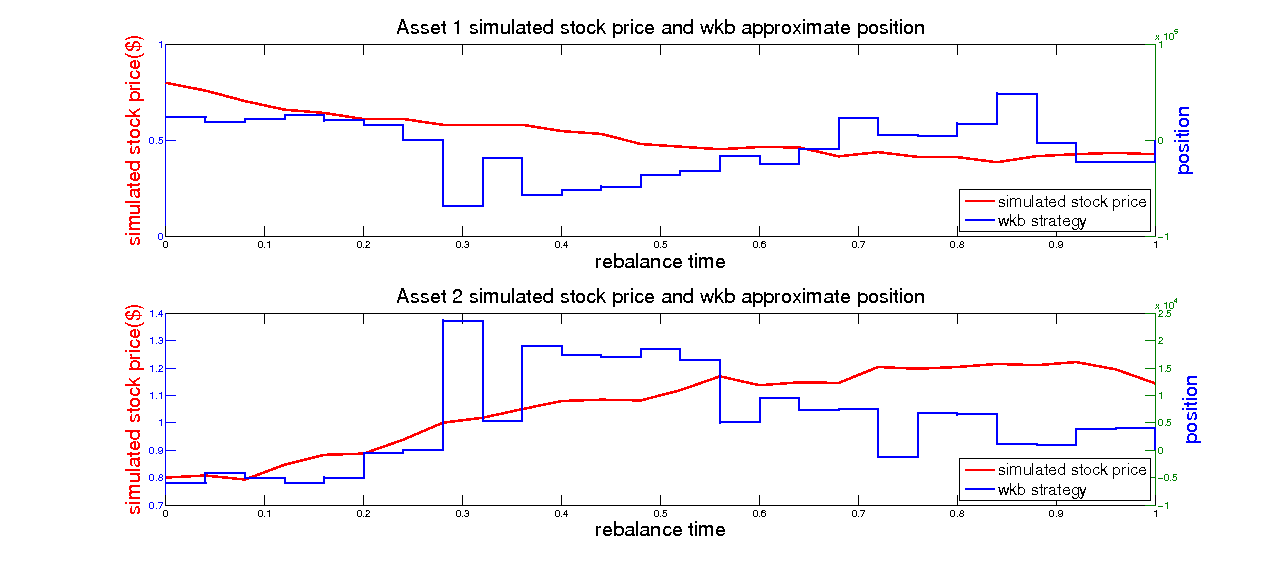 Asset 1 simulated stock price and wkb approximate position
x 10^5
simulated stock price($)
1
0.5
0
1
0
-1
position
simulated stock price
wkb strategy
0 0.1 0.2 0.3 0.4 0.5 0.6 0.7 0.8 0.9 1
rebalance time
Asset 2 simulated stock price and wkb approximate position
x 10^4
simulated stock price($)
1.4
1.3
1.2
1.1
1
0.9
0.8
0.7
2.5
2
1.5
1
0.5
0
-0.5
-1
position
simulated stock price
wkb strategy
0 0.1 0.2 0.3 0.4 0.5 0.6 0.7 0.8 0.9 1
rebalance time